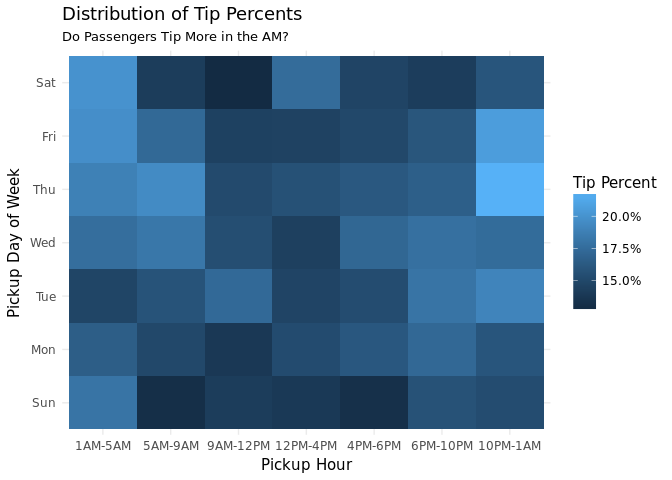 Distribution of Tip Percents
Do Passengers Tip More in the AM?
Pickup Day of Week
Sat
Fri
Thu
Wed
Tue
Mon
Sun
1AM-5AM 5AM-9AM 9AM-12PM 12PM-4PM 4PM-6PM 6PM-10PM 10PM-1AM
Pickup Hour
Tip Percent
20.0%
17.5%
15.0%